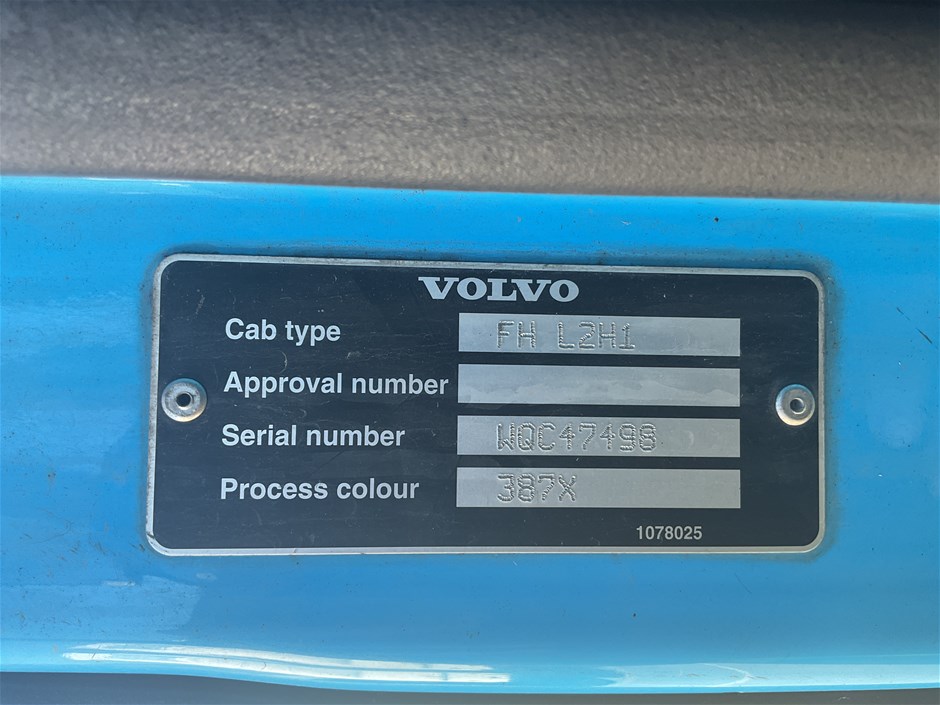 VOLVO
Cab type FH L2H1
Approval number
Serial number WQC47498
Process colour 387X
1078025